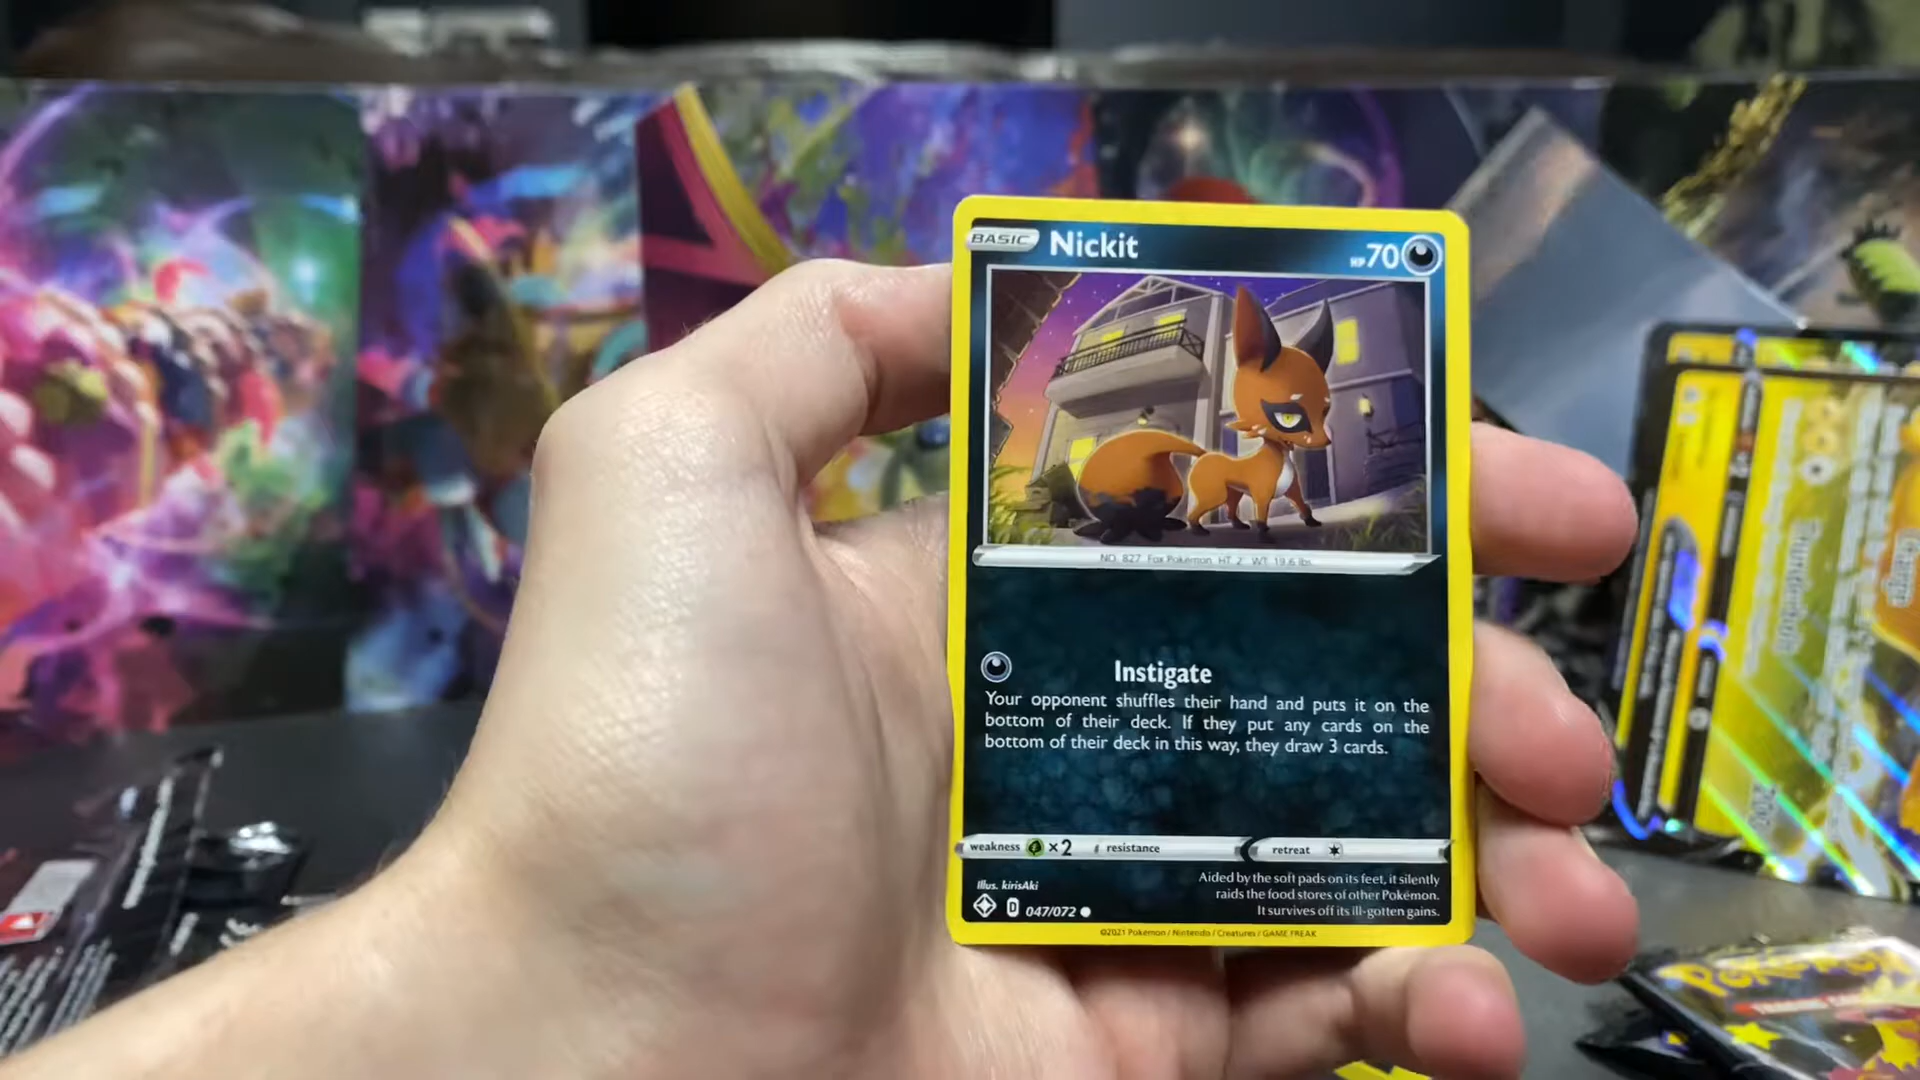 BASIC Nickit HP70
NO. 827 Fox Pokémon HT 2' WT 19.6 lbs.
Instigate
Your opponent shuffles their hand and puts it on the
bottom of their deck. If they put any cards on the
bottom of their deck in this way, they draw 3 cards.
weakness ×2 resistance retreat
Illus. kirisAki
D 047/072
Aided by the soft pads on its feet, it silently
raids the food stores of other Pokémon.
It survives off its ill-gotten gains.
©2021 Pokémon / Nintendo / Creatures / GAME FREAK
POKéMON